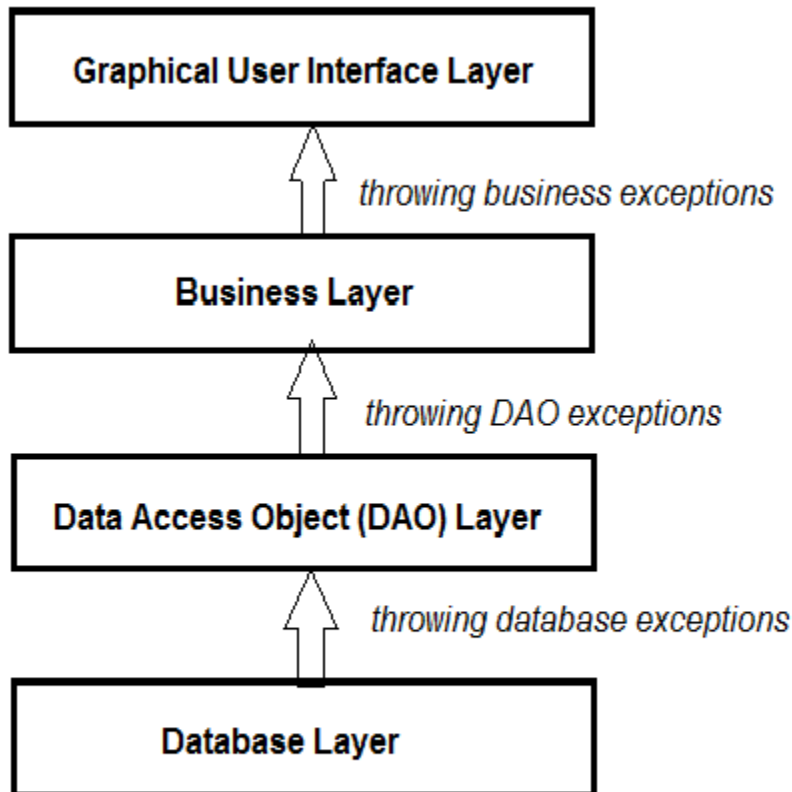 Graphical User Interface Layer
throwing business exceptions
Business Layer
throwing DAO exceptions
Data Access Object (DAO) Layer
throwing database exceptions
Database Layer